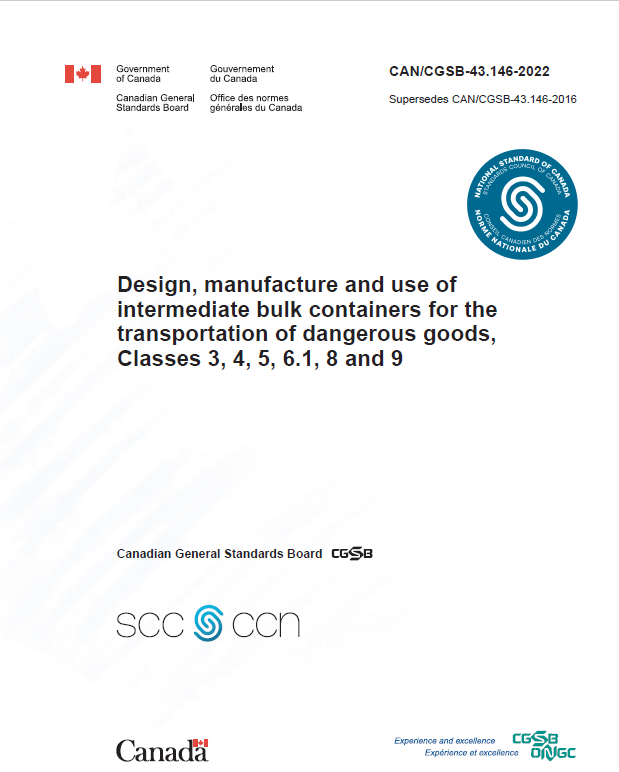 Government
of Canada
Gouvernement
du Canada
Canadian General
Standards Board
Office des normes
générales du Canada
CAN/CGSB-43.146-2022
Supersedes CAN/CGSB-43.146-2016
NATIONAL STANDARD OF CANADA
STANDARDS COUNCIL OF CANADA
CONSEIL CANADIEN DES NORMES
NORME NATIONALE DU CANADA
Design, manufacture and use of
intermediate bulk containers for the
transportation of dangerous goods,
Classes 3, 4, 5, 6.1, 8 and 9
Canadian General Standards Board CGSB
scc ccn
Canada
Experience and excellence
Expérience et excellence
CGSB
ONGC